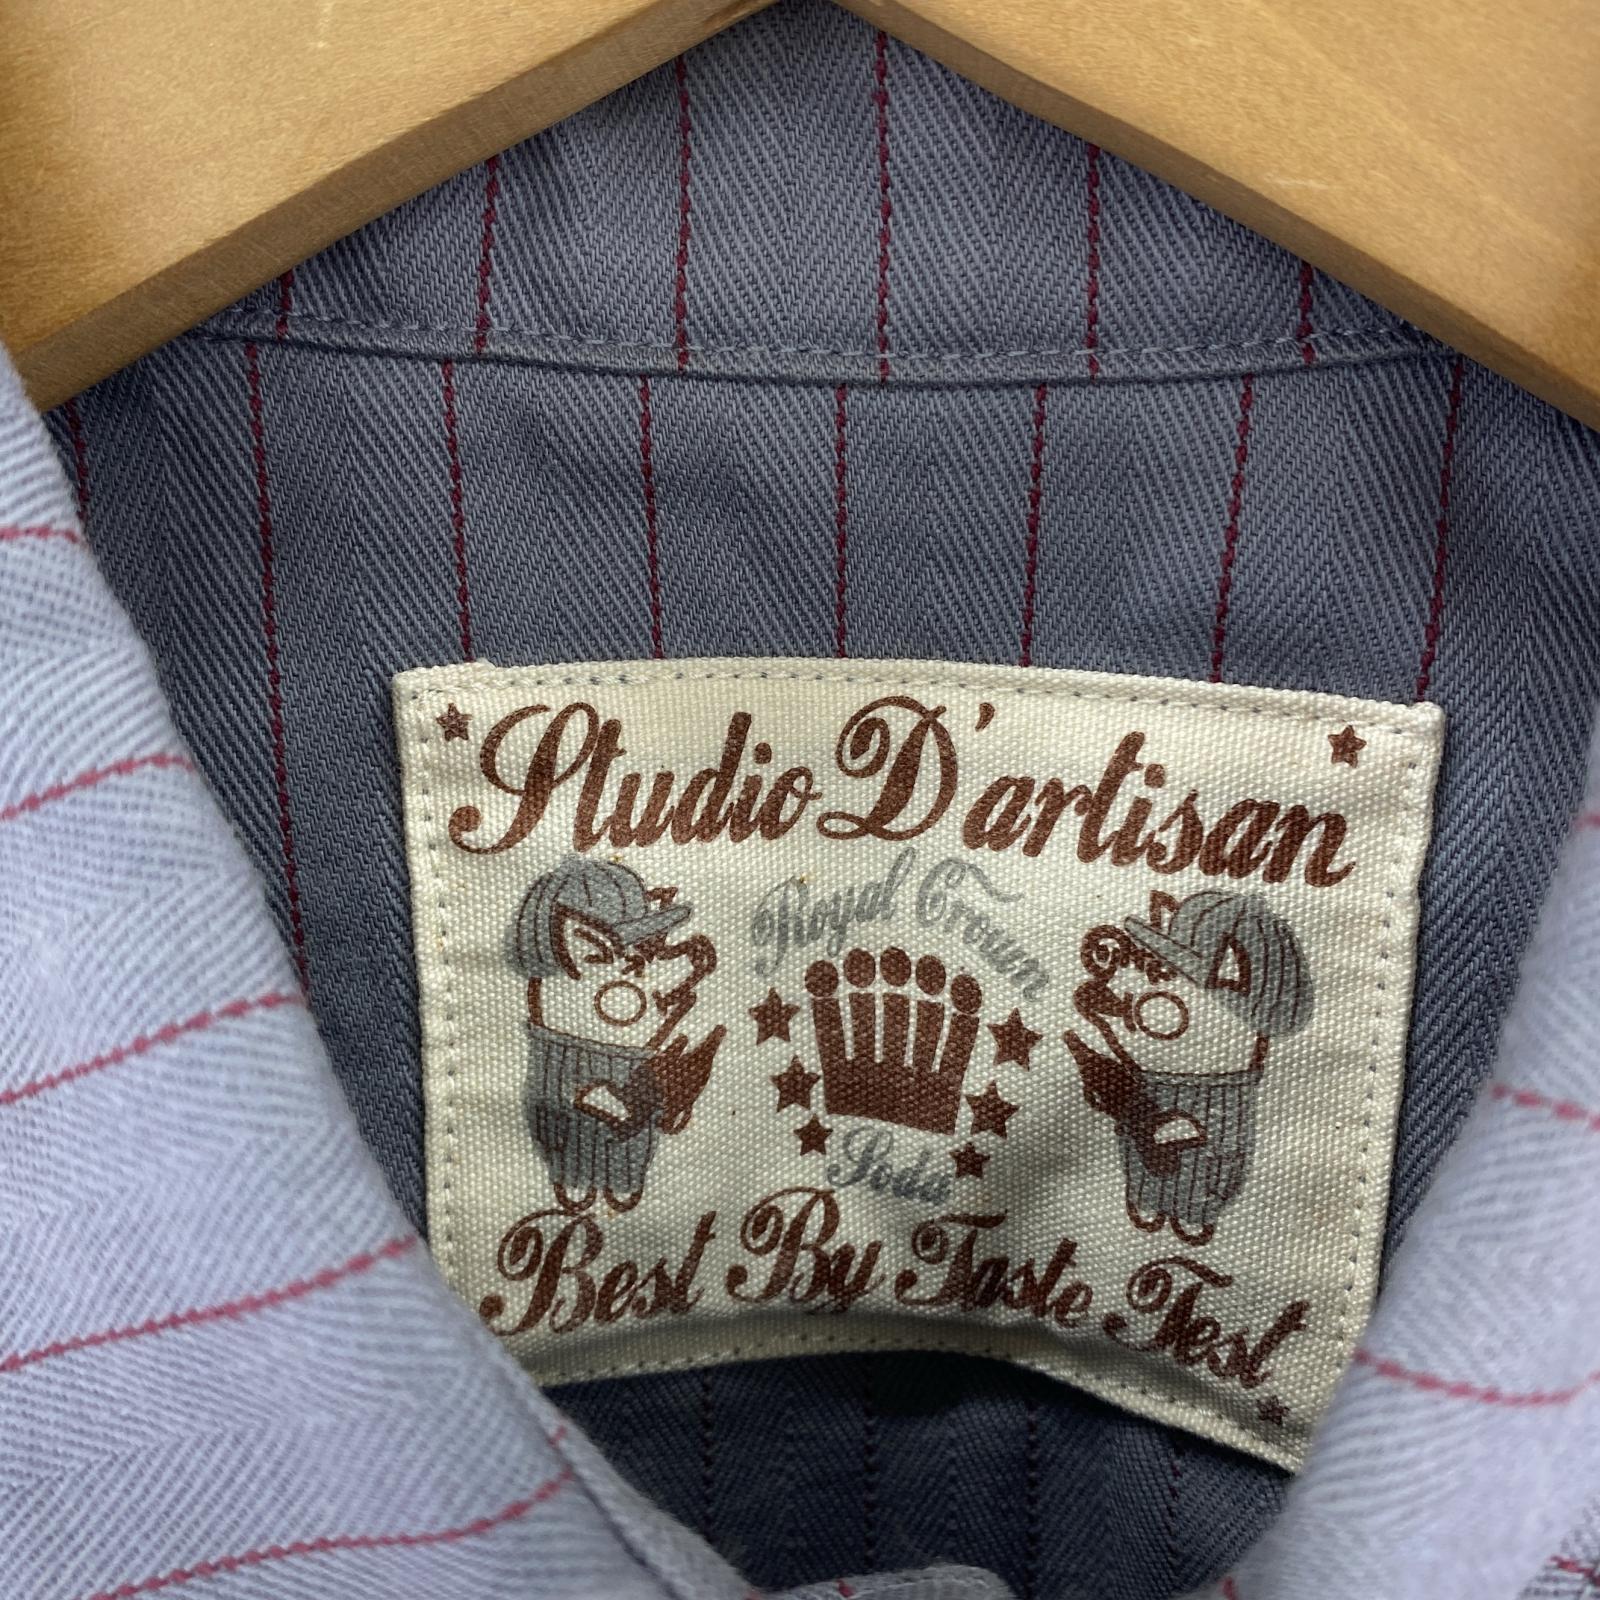 Studio D'artisan
Royal Crown
Soda
Best By Taste Test